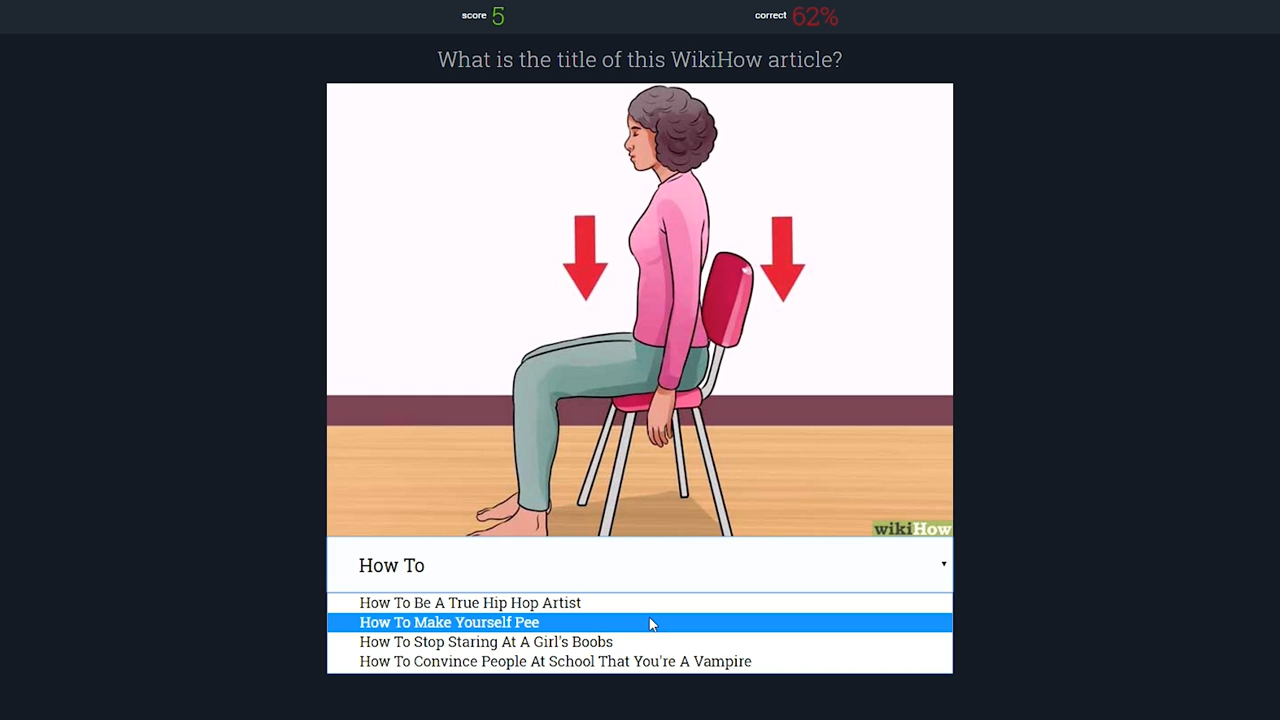 score 5
correct 62%
What is the title of this WikiHow article?
wikiHow
How To
How To Be A True Hip Hop Artist
How To Make Yourself Pee
How To Stop Staring At A Girl's Boobs
How To Convince People At School That You're A Vampire